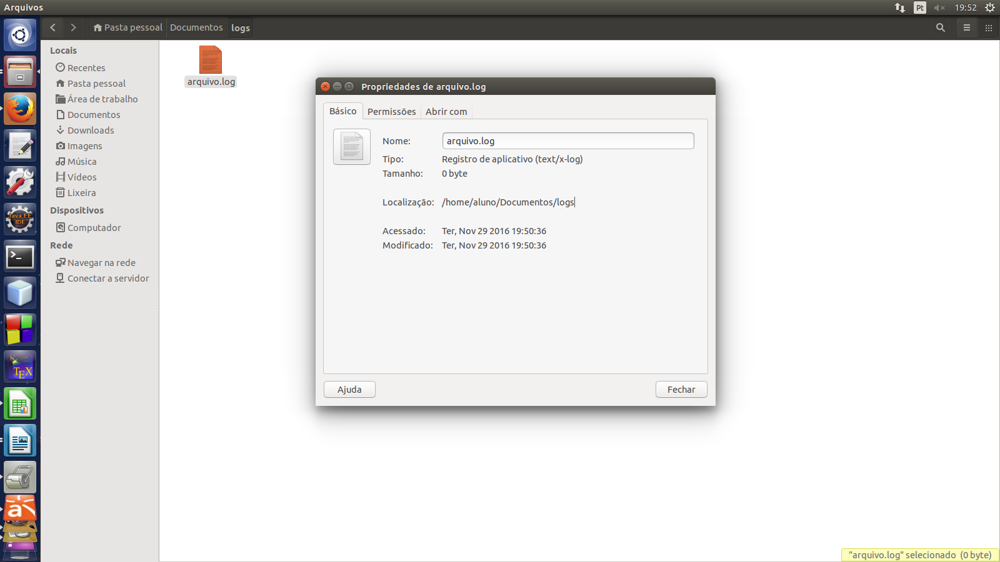 Arquivos
Pt
19:52
Pasta pessoal
Documentos
logs
Locais
Recentes
Pasta pessoal
Área de trabalho
Documentos
Downloads
Imagens
Música
Vídeos
Lixeira
Dispositivos
Computador
Rede
Navegar na rede
Conectar a servidor
Java EE
IDE
>_
TEX
a
arquivo.log
Propriedades de arquivo.log
Básico
Permissões
Abrir com
Nome: arquivo.log
Tipo: Registro de aplicativo (text/x-log)
Tamanho: 0 byte
Localização: /home/aluno/Documentos/logs
Acessado: Ter, Nov 29 2016 19:50:36
Modificado: Ter, Nov 29 2016 19:50:36
Ajuda
Fechar
"arquivo.log" selecionado (0 byte)